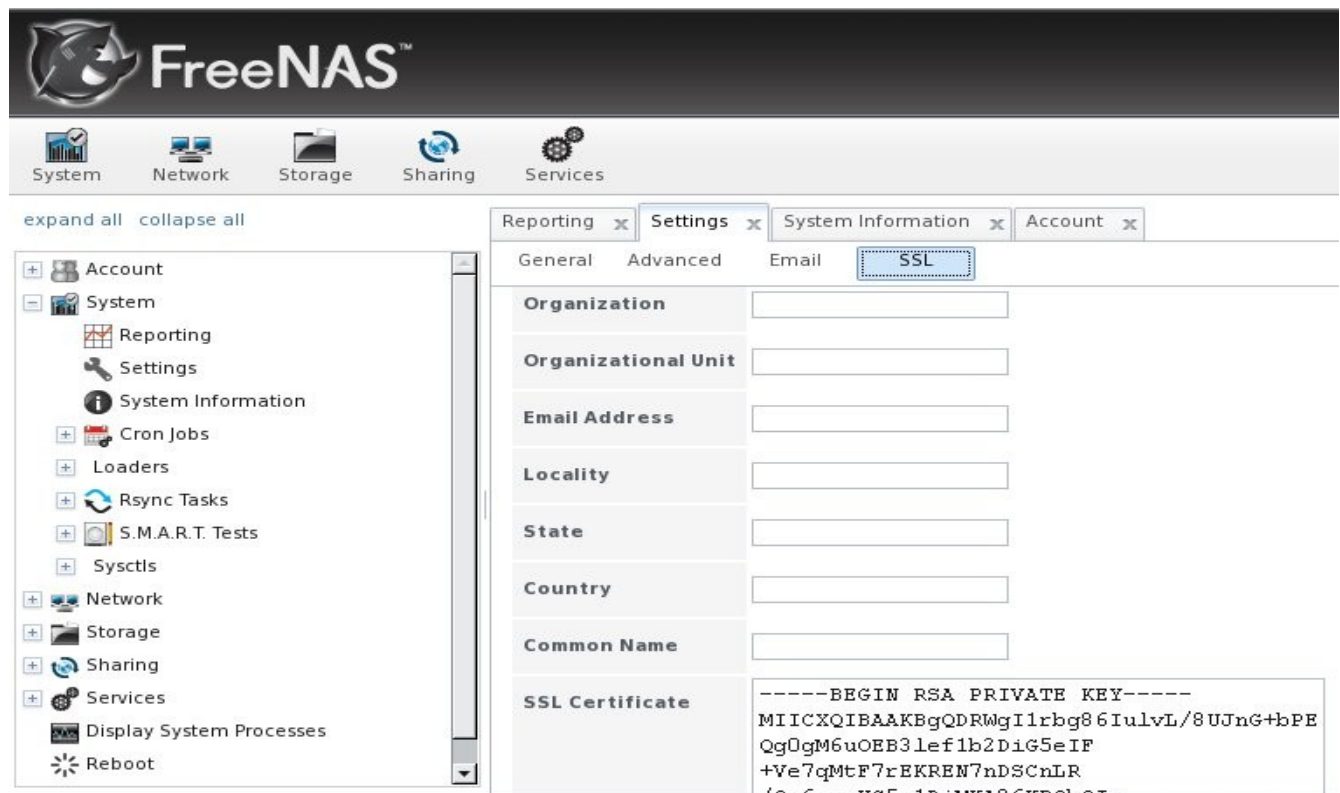 FreeNAS™
System Network Storage Sharing Services
expand all collapse all
Account
System
Reporting
Settings
System Information
Cron Jobs
Loaders
Rsync Tasks
S.M.A.R.T. Tests
Sysctls
Network
Storage
Sharing
Services
Display System Processes
Reboot
Reporting x Settings x System Information x Account x
General Advanced Email SSL
Organization
Organizational Unit
Email Address
Locality
State
Country
Common Name
SSL Certificate
-----BEGIN RSA PRIVATE KEY-----
MIICXQIBAAKBgQDRWgI1rbg86IulvL/8UJnG+bPE
QgOgM6uOEB3lef1b2DiG5eIF
+Ve7qMtF7rEKREN7nDSCnLR